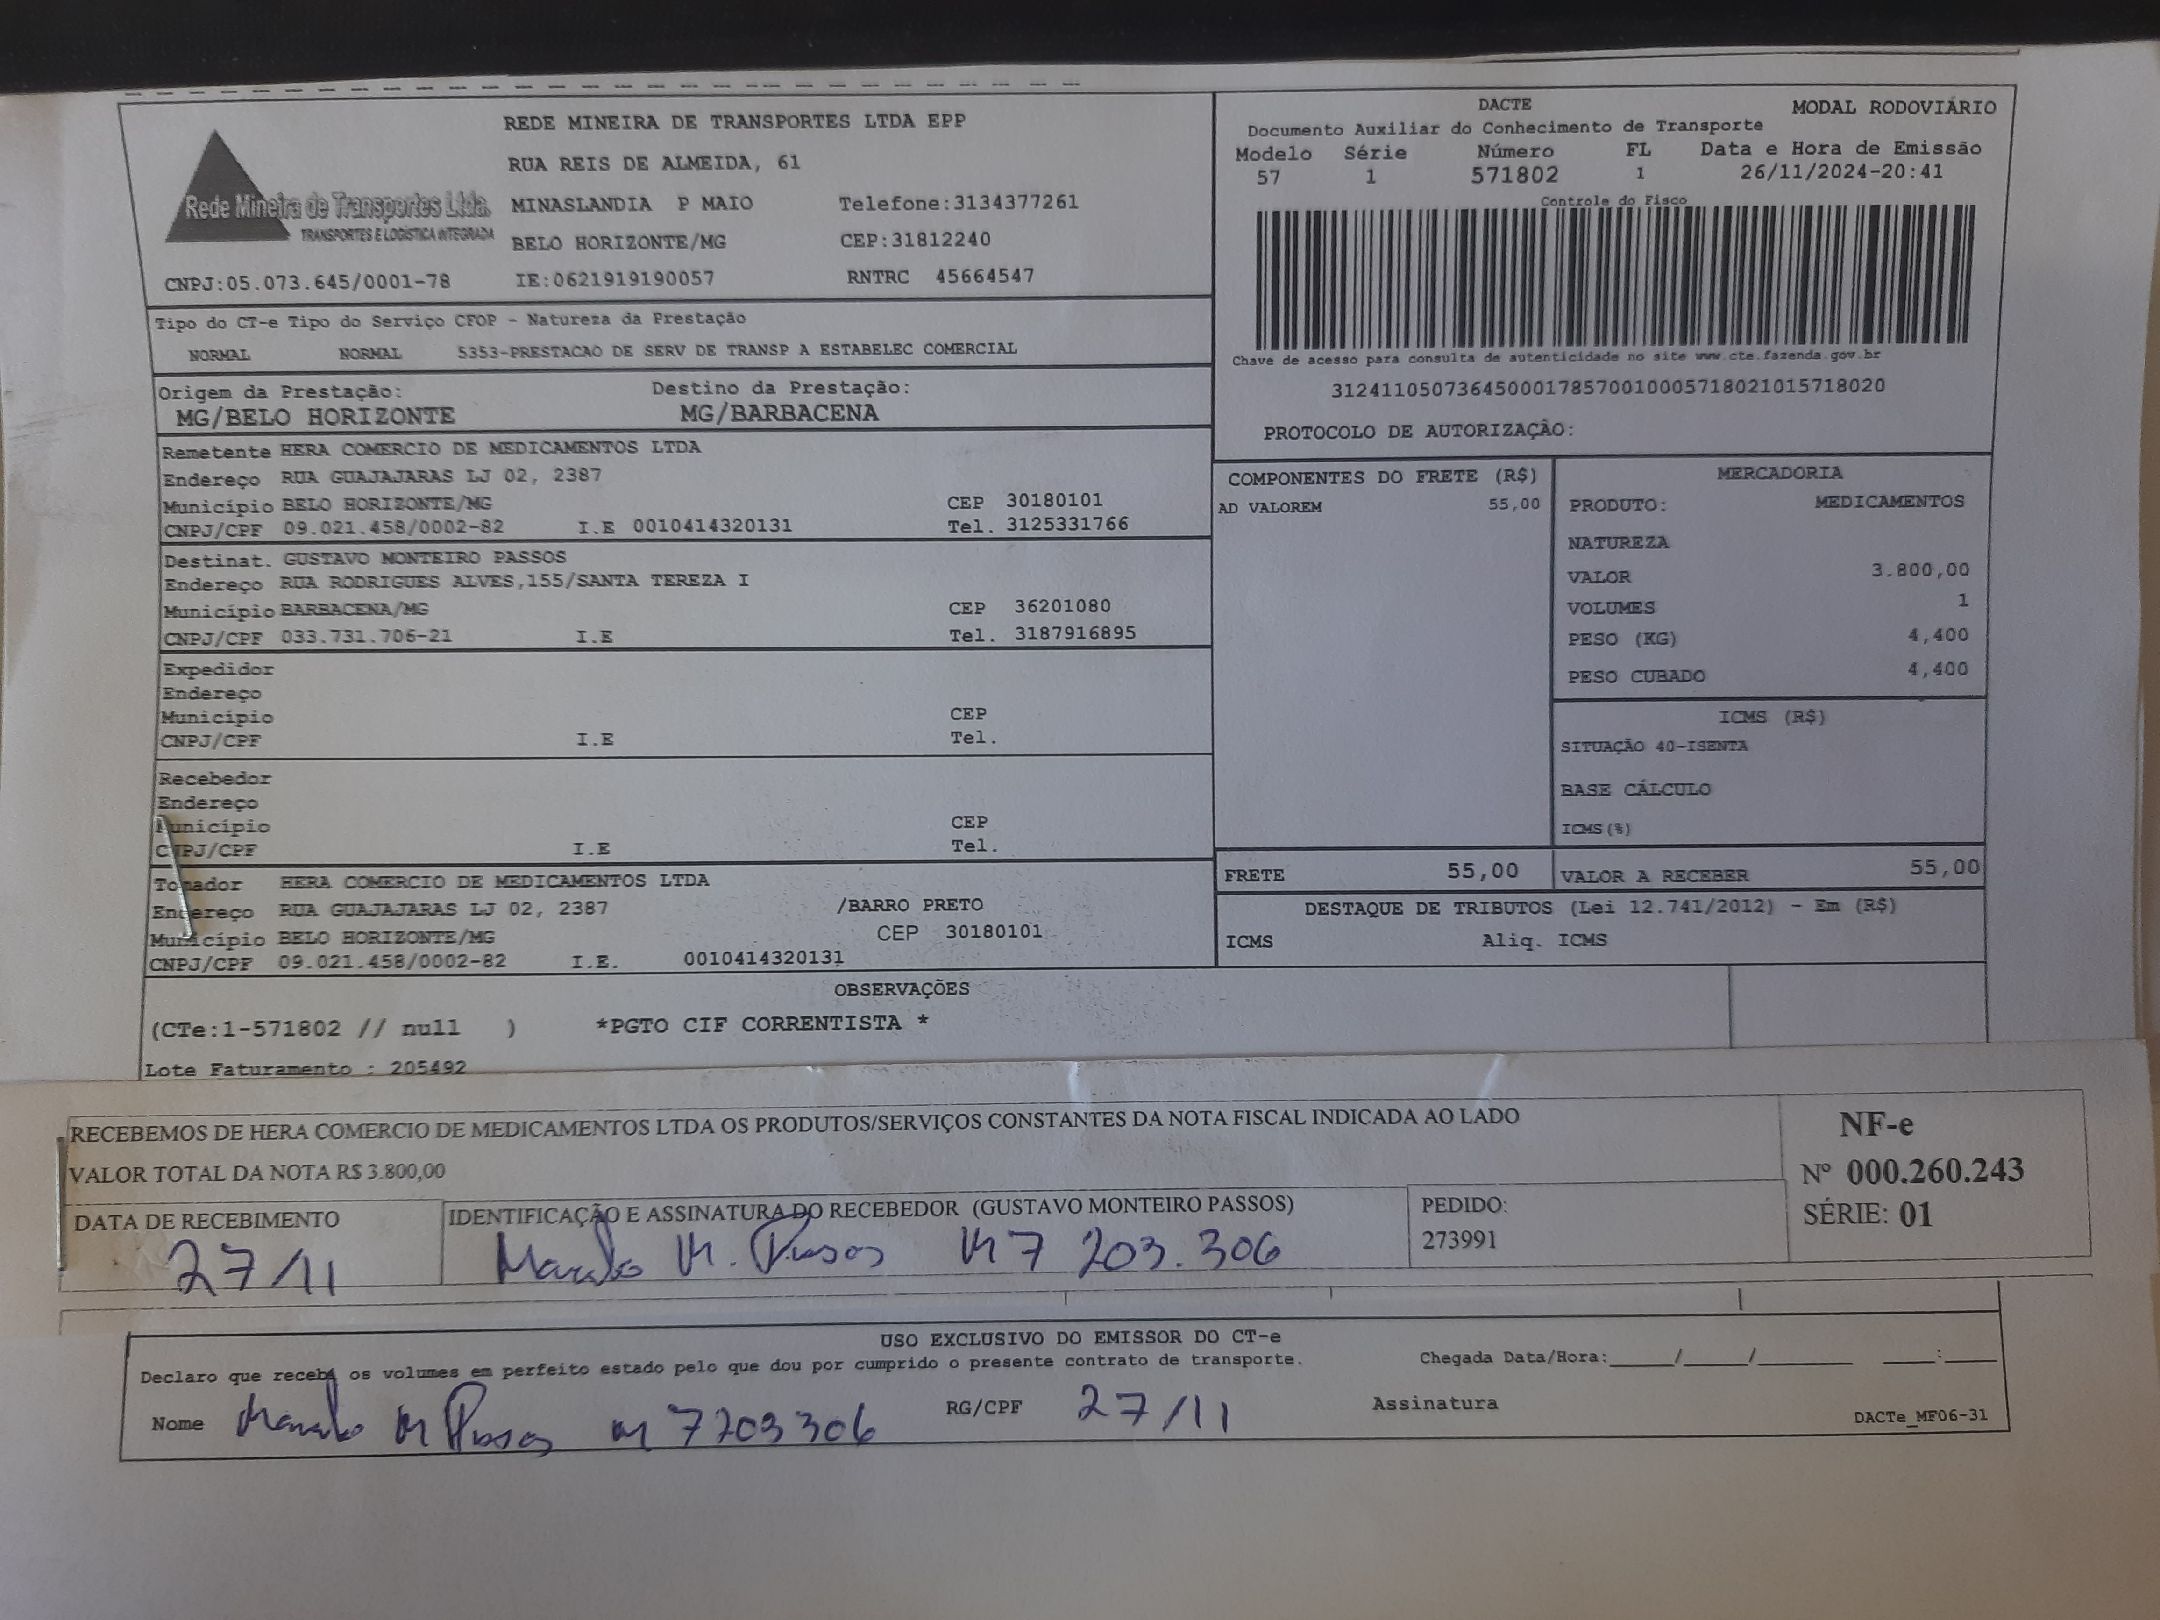 REDE MINEIRA DE TRANSPORTES LTDA EPP
RUA REIS DE ALMEIDA, 61
Rede Mineira de Transportes Ltda.
TRANSPORTES E LOGÍSTICA INTEGRADA
MINASLANDIA P MAIO Telefone:3134377261
BELO HORIZONTE/MG CEP:31812240
CNPJ:05.073.645/0001-78 IE:0621919190057 RNTRC 45664547
DACTE MODAL RODOVIÁRIO
Documento Auxiliar do Conhecimento de Transporte
Modelo Série Número FL Data e Hora de Emissão
57 1 571802 1 26/11/2024-20:41
Controle do Fisco
Chave de acesso para consulta de autenticidade no site www.cte.fazenda.gov.br
31241105073645000178570010005718021015718020
PROTOCOLO DE AUTORIZAÇÃO:
Tipo do CT-e Tipo do Serviço CFOP - Natureza da Prestação
NORMAL NORMAL 5353-PRESTACAO DE SERV DE TRANSP A ESTABELEC COMERCIAL
Origem da Prestação: Destino da Prestação:
MG/BELO HORIZONTE MG/BARBACENA
Remetente HERA COMERCIO DE MEDICAMENTOS LTDA
Endereço RUA GUAJAJARAS LJ 02, 2387
Município BELO HORIZONTE/MG CEP 30180101
CNPJ/CPF 09.021.458/0002-82 I.E 0010414320131 Tel. 3125331766
Destinat. GUSTAVO MONTEIRO PASSOS
Endereço RUA RODRIGUES ALVES,155/SANTA TEREZA I
Município BARBACENA/MG CEP 36201080
CNPJ/CPF 033.731.706-21 I.E Tel. 3187916895
Expedidor
Endereço
Município CEP
CNPJ/CPF I.E Tel.
Recebedor
Endereço
Município CEP
CNPJ/CPF I.E Tel.
Tomador HERA COMERCIO DE MEDICAMENTOS LTDA
Endereço RUA GUAJAJARAS LJ 02, 2387 /BARRO PRETO
Município BELO HORIZONTE/MG CEP 30180101
CNPJ/CPF 09.021.458/0002-82 I.E. 0010414320131
COMPONENTES DO FRETE (R$)
AD VALOREM 55,00
MERCADORIA
PRODUTO: MEDICAMENTOS
NATUREZA
VALOR 3.800,00
VOLUMES 1
PESO (KG) 4,400
PESO CUBADO 4,400
ICMS (R$)
SITUAÇÃO 40-ISENTA
BASE CÁLCULO
ICMS(%)
FRETE 55,00 VALOR A RECEBER 55,00
DESTAQUE DE TRIBUTOS (Lei 12.741/2012) - Em (R$)
ICMS Aliq. ICMS
OBSERVAÇÕES
(CTe:1-571802 // null ) *PGTO CIF CORRENTISTA *
Lote Faturamento : 205492
RECEBEMOS DE HERA COMERCIO DE MEDICAMENTOS LTDA OS PRODUTOS/SERVIÇOS CONSTANTES DA NOTA FISCAL INDICADA AO LADO
VALOR TOTAL DA NOTA R$ 3.800,00
NF-e
Nº 000.260.243
SÉRIE: 01
DATA DE RECEBIMENTO IDENTIFICAÇÃO E ASSINATURA DO RECEBEDOR (GUSTAVO MONTEIRO PASSOS) PEDIDO:
27/11 M. Passos M7 203.306 273991
USO EXCLUSIVO DO EMISSOR DO CT-e
Declaro que recebi os volumes em perfeito estado pelo que dou por cumprido o presente contrato de transporte. Chegada Data/Hora:_____/_____/_______ ____:____
Nome M Passos M 7203306 RG/CPF 27/11 Assinatura
DACTe_MF06-31